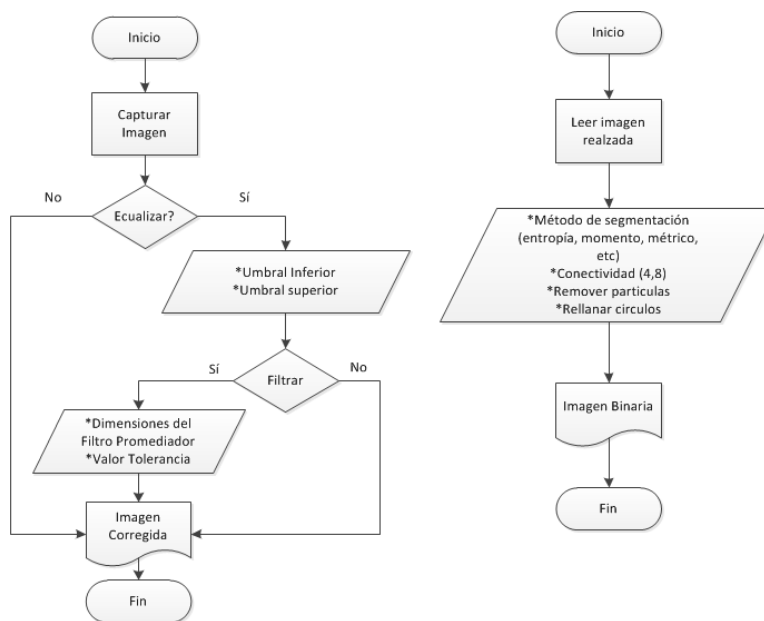 Inicio
Capturar
Imagen
No
Sí
Ecualizar?
*Umbral Inferior
*Umbral superior
Sí
No
Filtrar
*Dimensiones del
Filtro Promediador
*Valor Tolerancia
Imagen
Corregida
Fin
Inicio
Leer imagen
realzada
*Método de segmentación
(entropía, momento, métrico,
etc)
*Conectividad (4,8)
*Remover particulas
*Rellanar circulos
Imagen Binaria
Fin